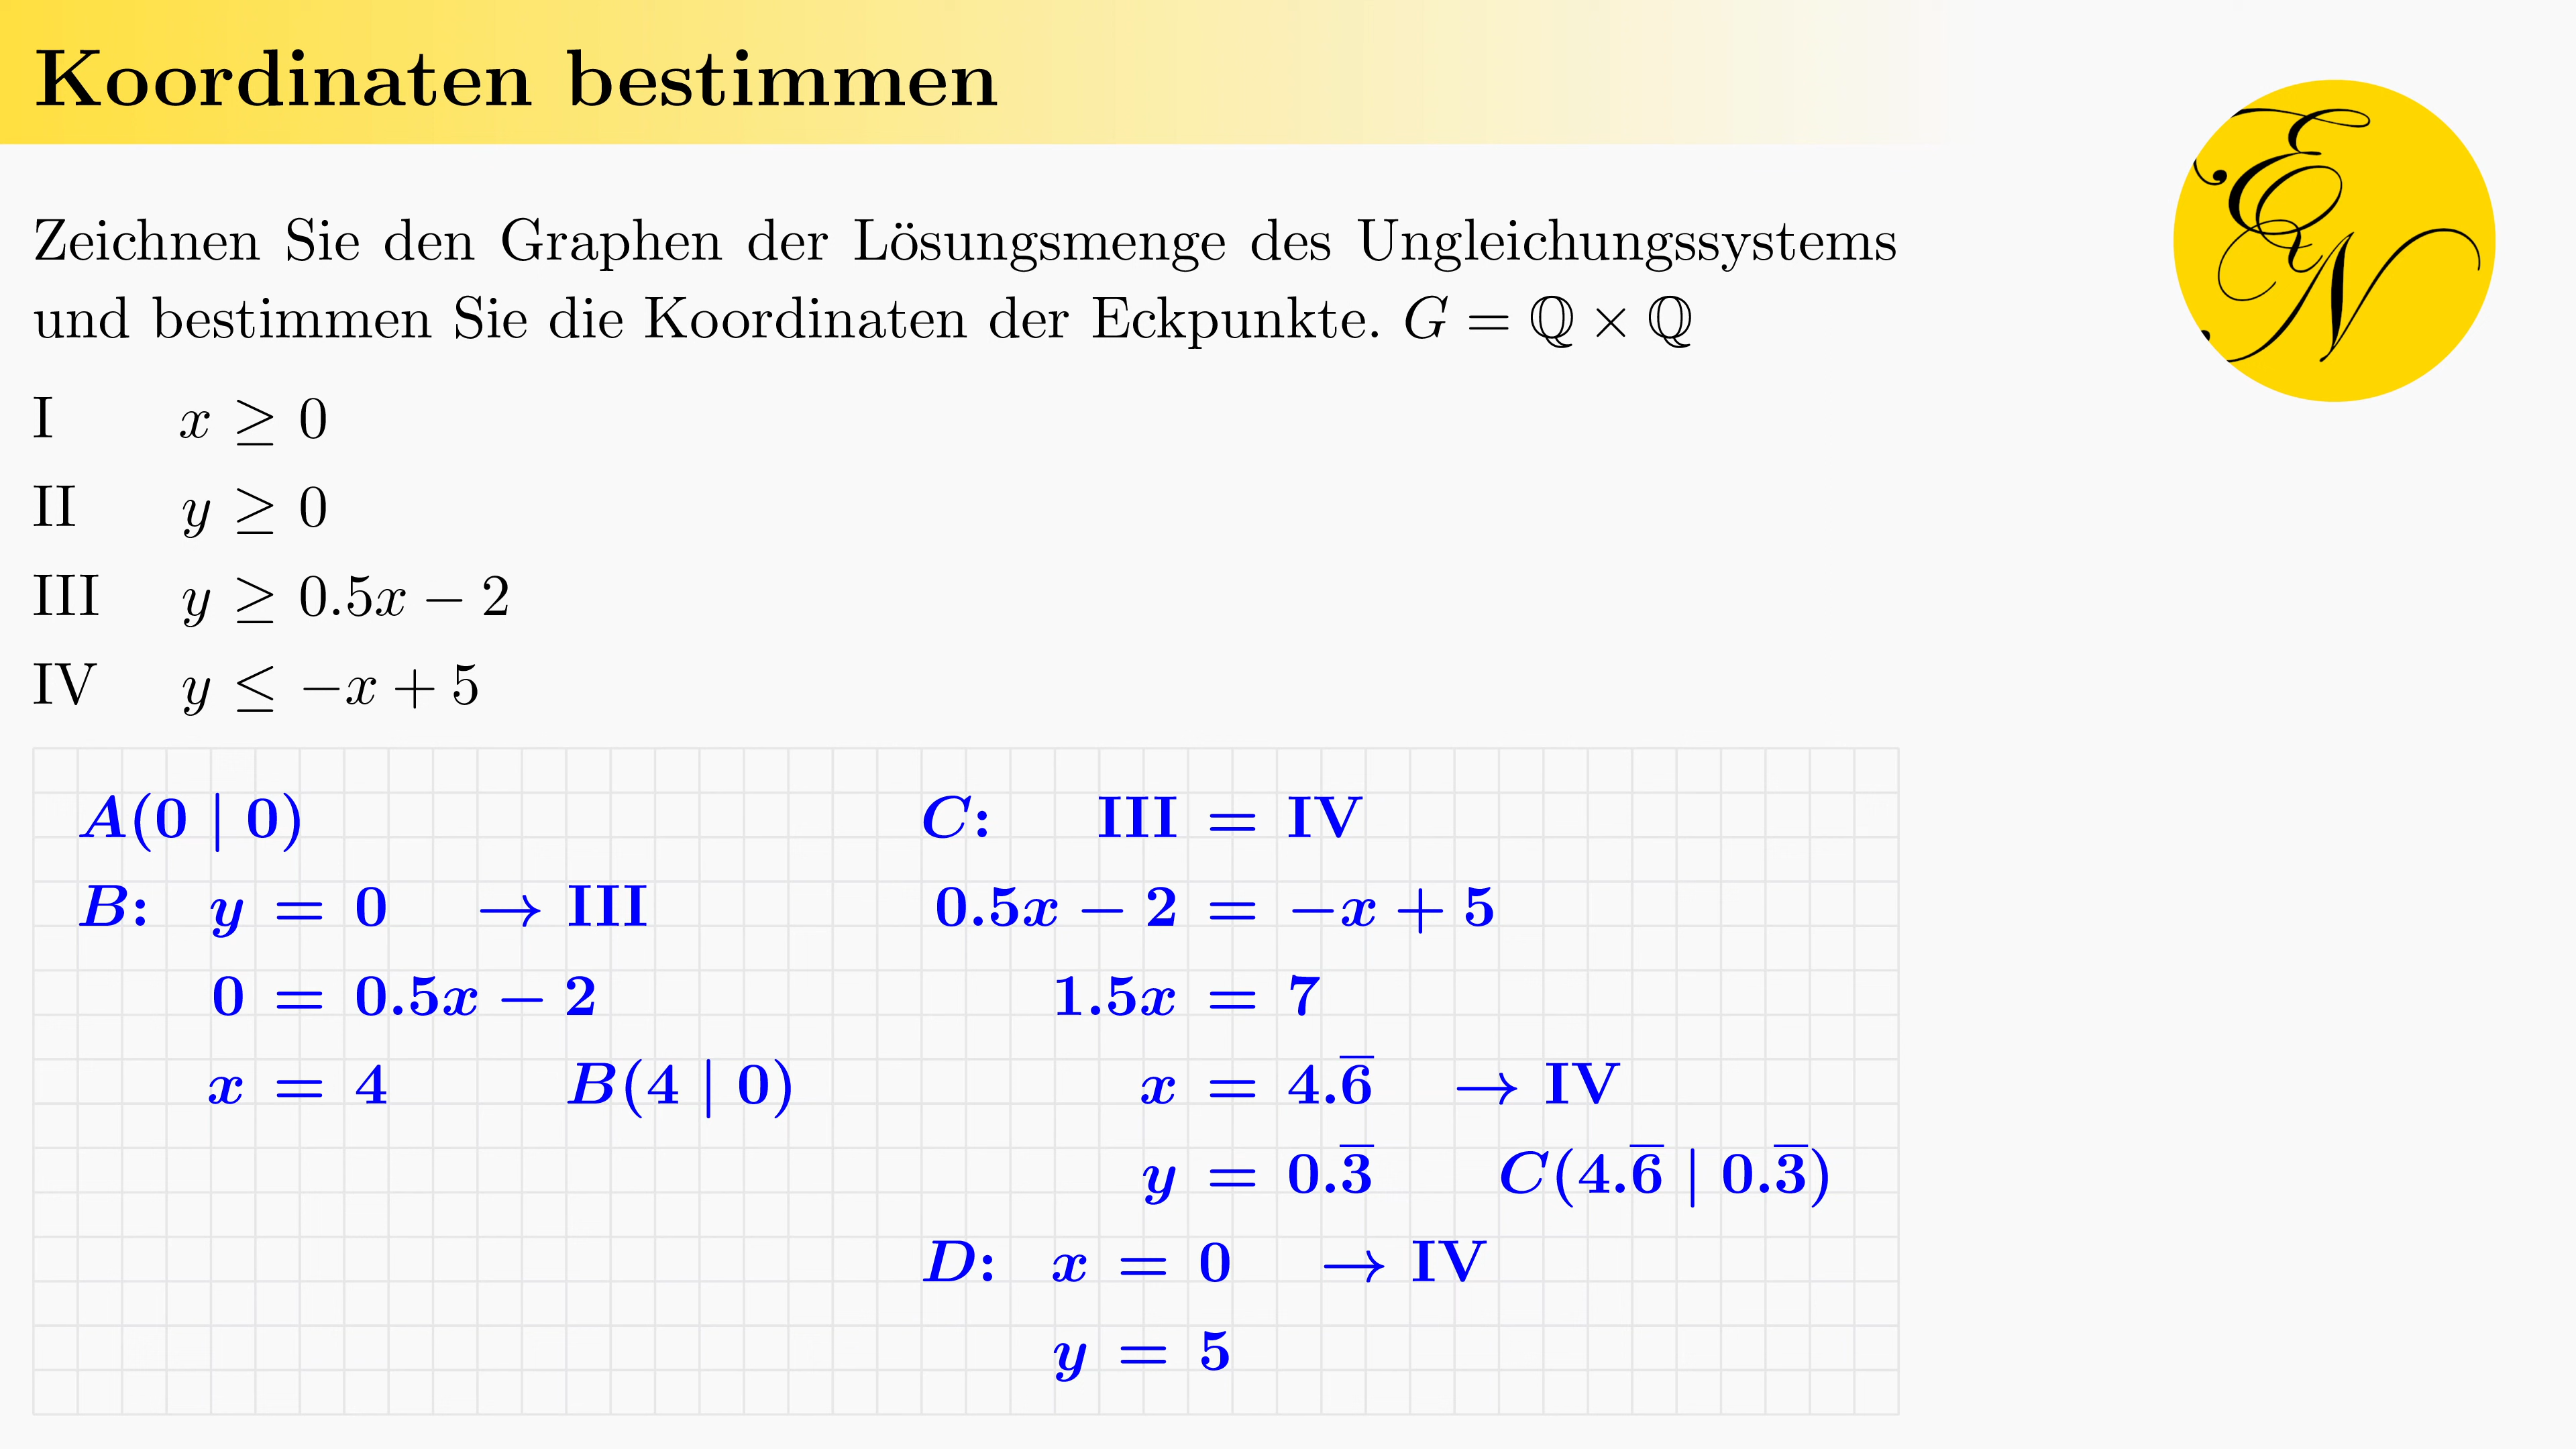 Koordinaten bestimmen
Zeichnen Sie den Graphen der Lösungsmenge des Ungleichungssystems
und bestimmen Sie die Koordinaten der Eckpunkte. G = ℚ × ℚ
I x ≥ 0
II y ≥ 0
III y ≥ 0.5x − 2
IV y ≤ −x + 5
A(0 | 0)
B: y = 0 → III
0 = 0.5x − 2
x = 4 B(4 | 0)
C: III = IV
0.5x − 2 = −x + 5
1.5x = 7
x = 4.6̅ → IV
y = 0.3̅ C(4.6̅ | 0.3̅)
D: x = 0 → IV
y = 5